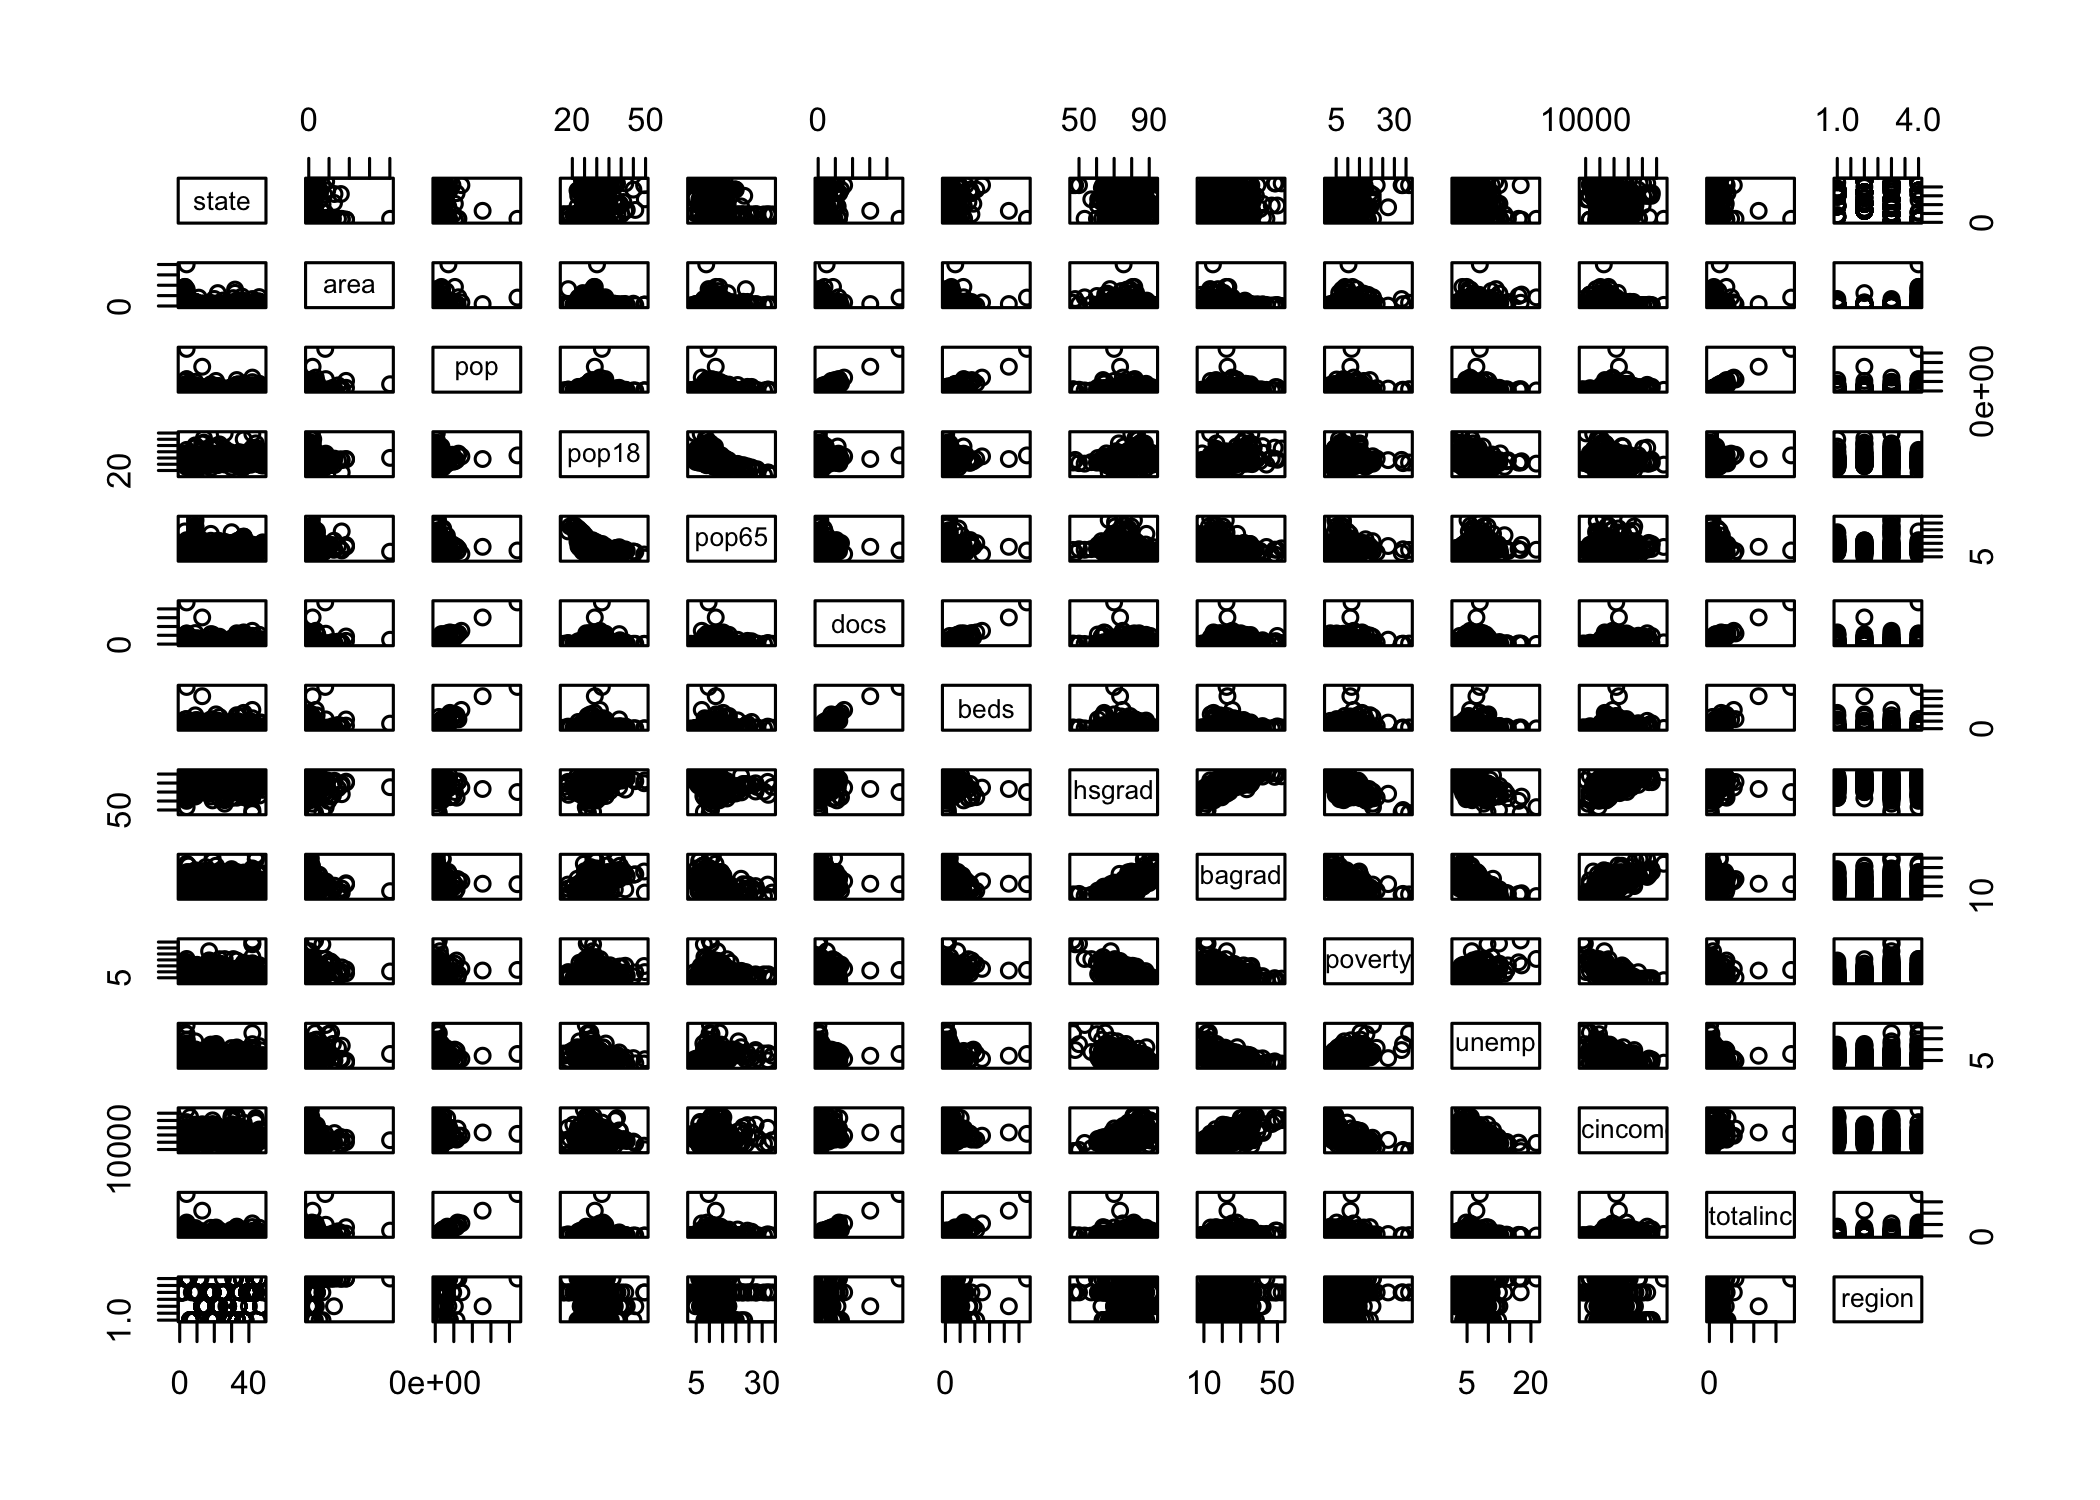 0 20 50 0 50 90 5 30 10000 1.0 4.0
state 0
0 area
pop 0e+00
20 pop18
pop65 5
0 docs
beds 0
50 hsgrad
bagrad 10
5 poverty
unemp 5
10000 cincom
totalinc 0
1.0 region
0 40 0e+00 5 30 0 10 50 5 20 0